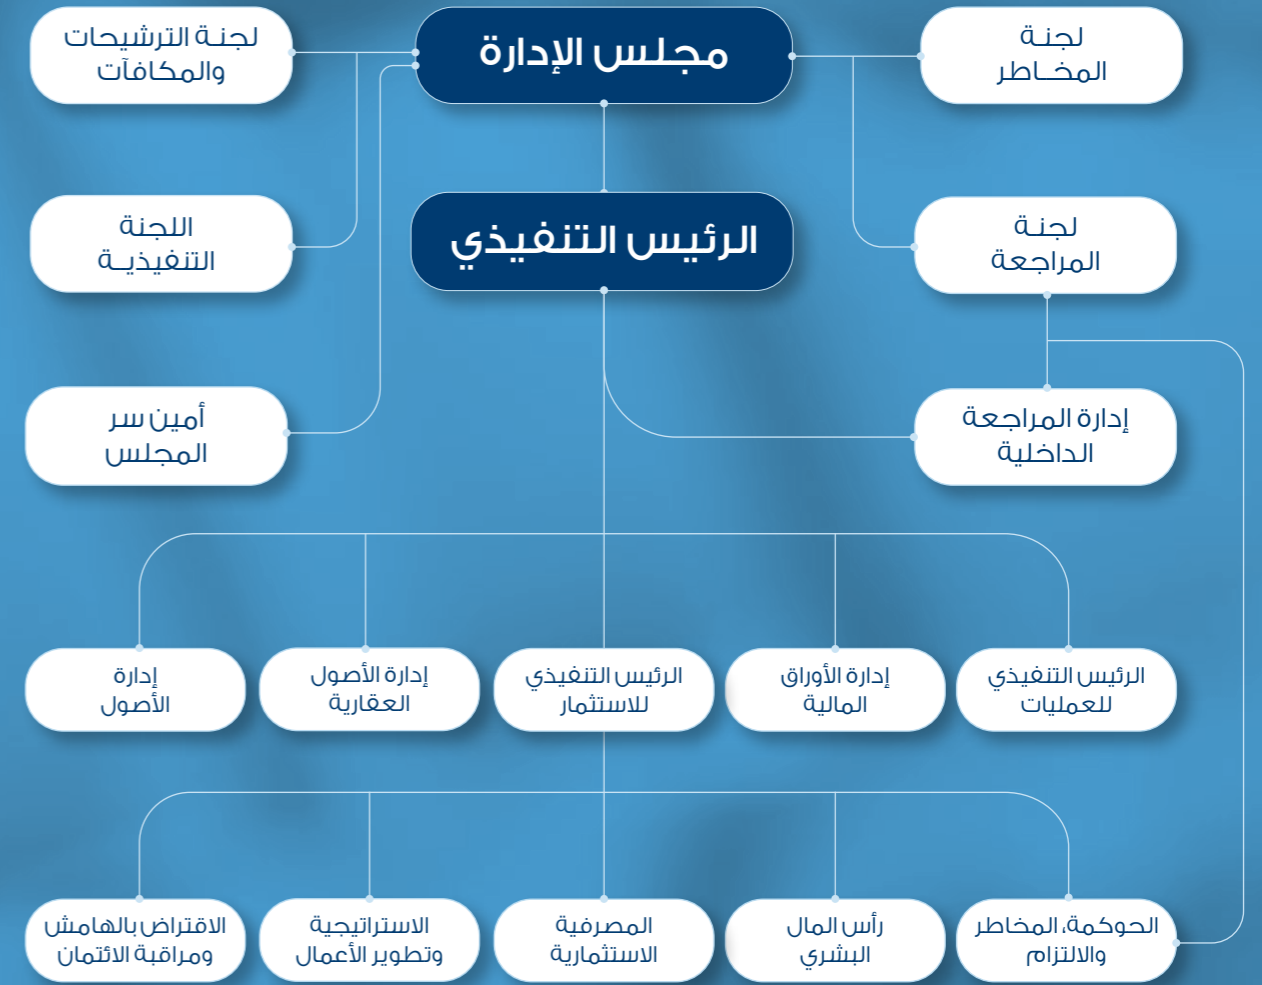 لجنة
المخاطر
مجلس الإدارة
لجنة الترشيحات
والمكافآت
لجنة
المراجعة
الرئيس التنفيذي
اللجنة
التنفيذية
إدارة المراجعة
الداخلية
أمين سر
المجلس
الرئيس التنفيذي
للعمليات
إدارة الأوراق
المالية
الرئيس التنفيذي
للاستثمار
إدارة الأصول
العقارية
إدارة
الأصول
الحوكمة، المخاطر
والالتزام
رأس المال
البشري
المصرفية
الاستثمارية
الاستراتيجية
وتطوير الأعمال
الاقتراض بالهامش
ومراقبة الائتمان